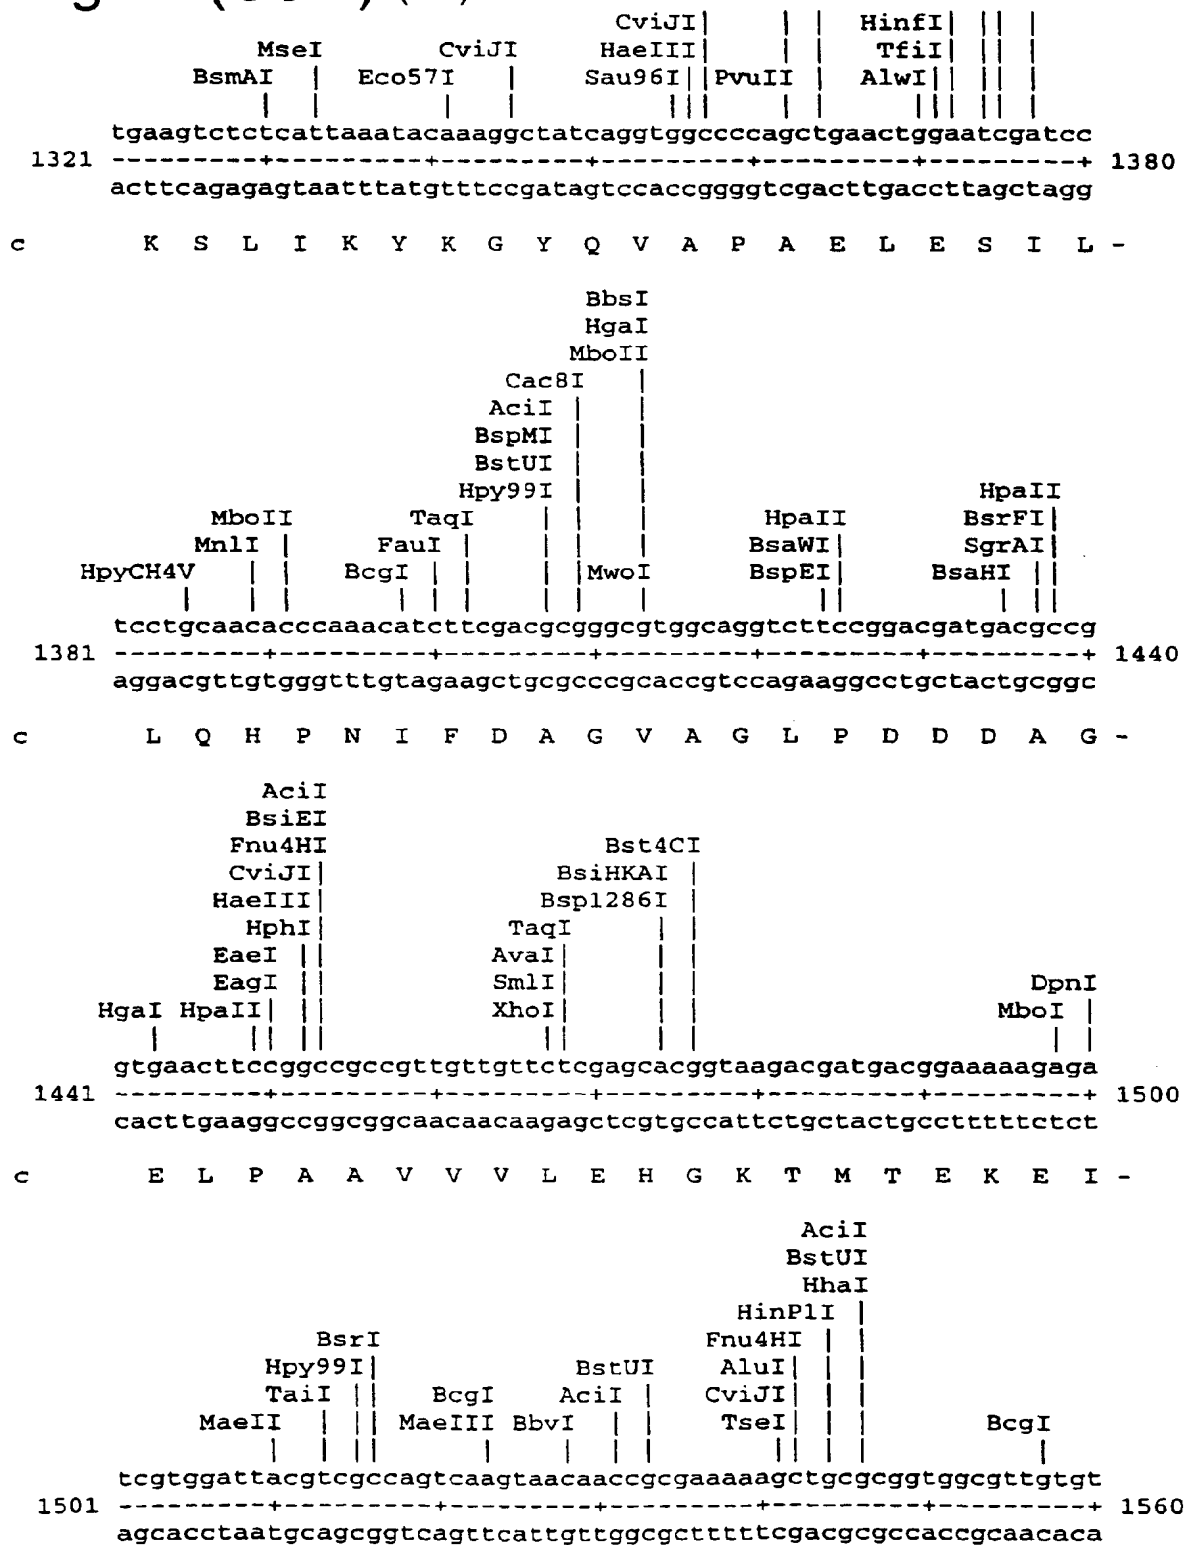 CviJI HinfI
MseI CviJI HaeIII TfiI
BsmAI Eco57I Sau96I PvuII AlwI
tgaagtctctcattaaatacaaaggctatcaggtggccccagctgaactggaatcgatcc
1321 ---------+---------+---------+---------+---------+---------+ 1380
acttcagagagtaatttatgtttccgatagtccaccggggtcgacttgaccttagctagg
c K S L I K Y K G Y Q V A P A E L E S I L -
BbsI
HgaI
MboII
Cac8I
AciI
BspMI
BstUI
Hpy99I HpaII
MboII TaqI HpaII BsrFI
MnlI FauI BsaWI SgrAI
HpyCH4V BcgI MwoI BspEI BsaHI
tcctgcaacacccaaacatcttcgacgcgggcgtggcaggtcttccggacgatgacgccg
1381 ---------+---------+---------+---------+---------+---------+ 1440
aggacgttgtgggtttgtagaagctgcgcccgcaccgtccagaaggcctgctactgcggc
c L Q H P N I F D A G V A G L P D D D A G -
AciI
BsiEI
Fnu4HI Bst4CI
CviJI BsiHKAI
HaeIII Bsp1286I
HphI TaqI
EaeI AvaI
EagI SmlI DpnI
HgaI HpaII XhoI MboI
gtgaacttccggccgccgttgttgttctcgagcacggtaagacgatgacggaaaaagaga
1441 ---------+---------+---------+---------+---------+---------+ 1500
cacttgaaggccggcggcaacaacaagagctcgtgccattctgctactgcctttttctct
c E L P A A V V V L E H G K T M T E K E I -
AciI
BstUI
HhaI
HinP1I
BsrI Fnu4HI
Hpy99I BstUI AluI
TaiI BcgI AciI CviJI
MaeII MaeIII BbvI TseI BcgI
tcgtggattacgtcgccagtcaagtaacaaccgcgaaaaagctgcgcggtggcgttgtgt
1501 ---------+---------+---------+---------+---------+---------+ 1560
agcacctaatgcagcggtcagttcattgttggcgctttttcgacgcgccaccgcaacaca